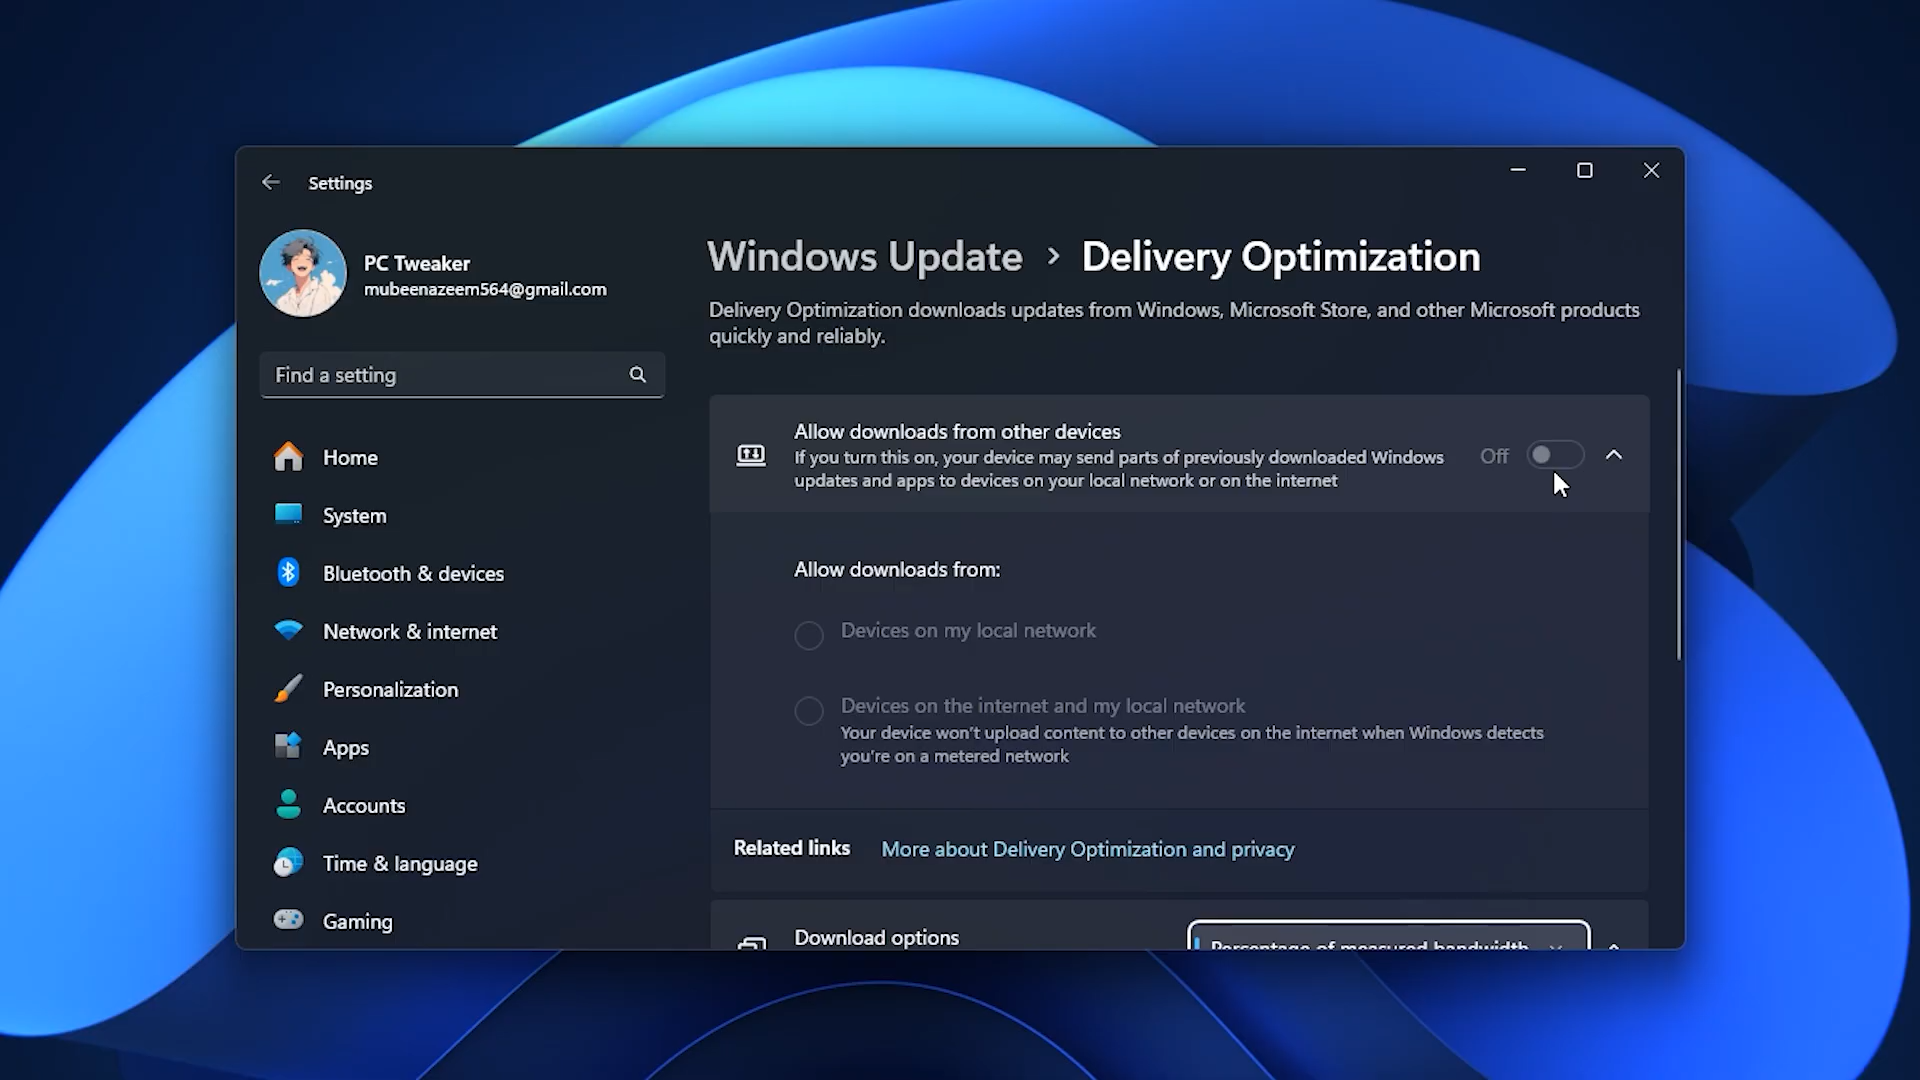 Settings
PC Tweaker
mubeenazeem564@gmail.com
Find a setting
Home
System
Bluetooth & devices
Network & internet
Personalization
Apps
Accounts
Time & language
Gaming
Windows Update > Delivery Optimization
Delivery Optimization downloads updates from Windows, Microsoft Store, and other Microsoft products
quickly and reliably.
Allow downloads from other devices
If you turn this on, your device may send parts of previously downloaded Windows
updates and apps to devices on your local network or on the internet
Off
Allow downloads from:
Devices on my local network
Devices on the internet and my local network
Your device won't upload content to other devices on the internet when Windows detects
you're on a metered network
Related links More about Delivery Optimization and privacy
Download options
Percentage of measured bandwidth